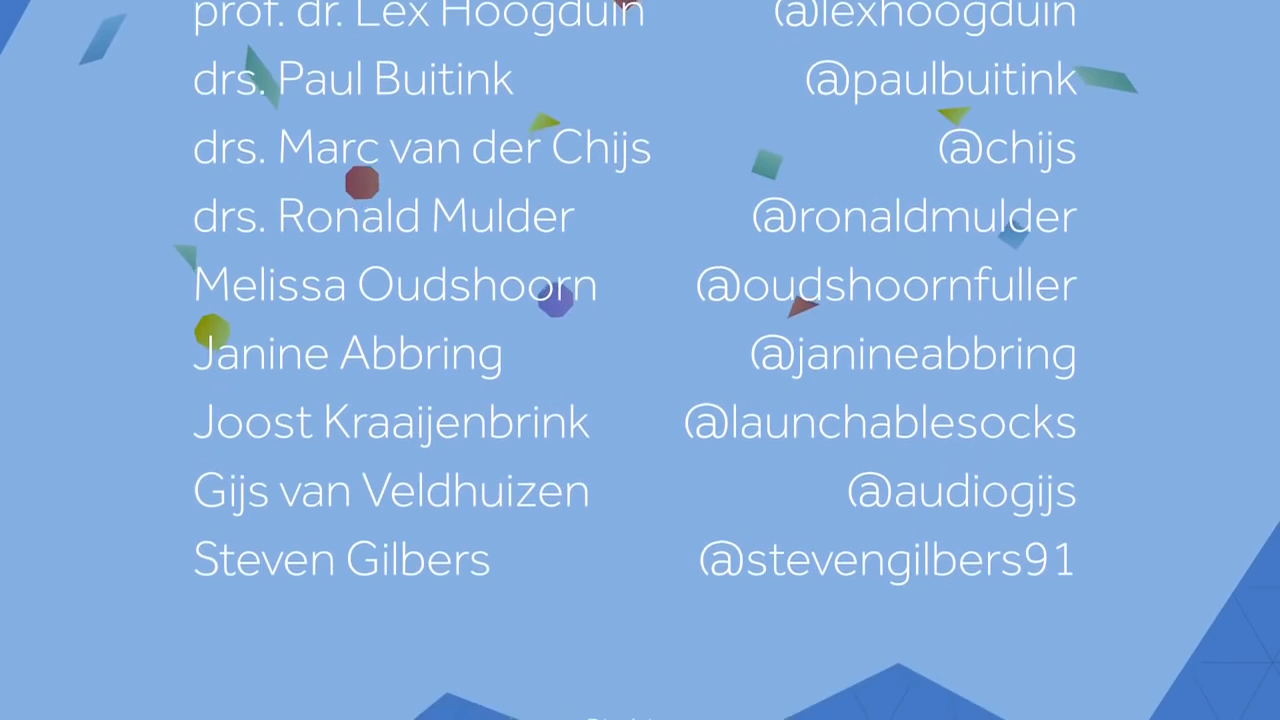 prof. dr. Lex Hoogduin @lexhoogduin
drs. Paul Buitink @paulbuitink
drs. Marc van der Chijs @chijs
drs. Ronald Mulder @ronaldmulder
Melissa Oudshoorn @oudshoornfuller
Janine Abbring @janineabbring
Joost Kraaijenbrink @launchablesocks
Gijs van Veldhuizen @audiogijs
Steven Gilbers @stevengilbers91